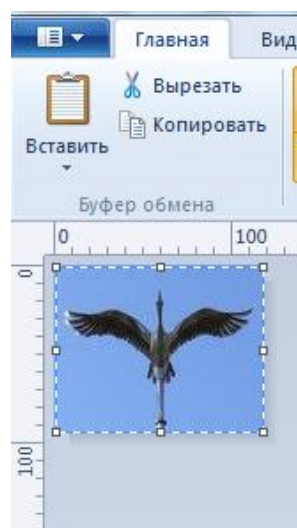 Главная Вид
Вырезать
Копировать
Вставить
Буфер обмена
0 100
0
100